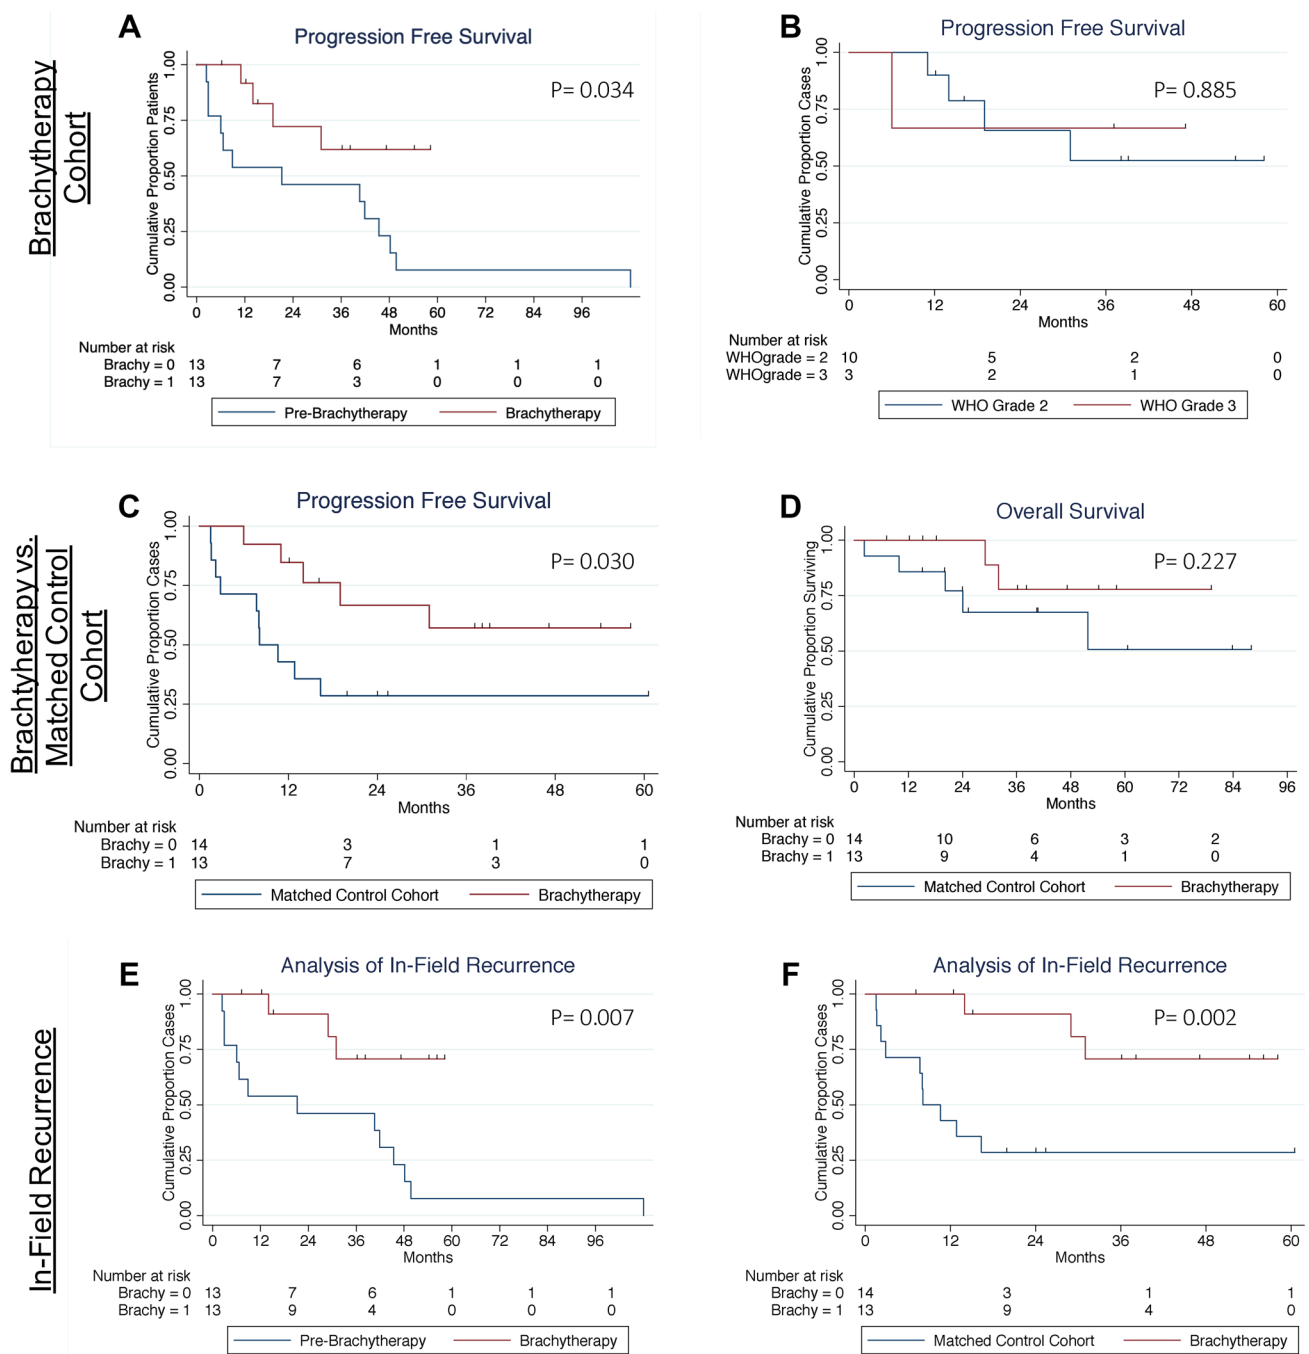 Brachytherapy
Cohort
A
Progression Free Survival
P= 0.034
Cumulative Proportion Patients
1.00
0.75
0.50
0.25
0.00
0 12 24 36 48 60 72 84 96
Months
Number at risk
Brachy = 0 13 7 6 1 1 1
Brachy = 1 13 7 3 0 0 0
Pre-Brachytherapy Brachytherapy
B
Progression Free Survival
P= 0.885
Cumulative Proportion Cases
1.00
0.75
0.50
0.25
0.00
0 12 24 36 48 60
Months
Number at risk
WHOgrade = 2 10 5 2 0
WHOgrade = 3 3 2 1 0
WHO Grade 2 WHO Grade 3
Brachtyherapy vs.
Matched Control
Cohort
C
Progression Free Survival
P= 0.030
Cumulative Proportion Cases
1.00
0.75
0.50
0.25
0.00
0 12 24 36 48 60
Months
Number at risk
Brachy = 0 14 3 1 1
Brachy = 1 13 7 3 0
Matched Control Cohort Brachytherapy
D
Overall Survival
P= 0.227
Cumulative Proportion Surviving
1.00
0.75
0.50
0.25
0.00
0 12 24 36 48 60 72 84 96
Months
Number at risk
Brachy = 0 14 10 6 3 2
Brachy = 1 13 9 4 1 0
Matched Control Cohort Brachytherapy
In-Field Recurrence
E
Analysis of In-Field Recurrence
P= 0.007
Cumulative Proportion Cases
1.00
0.75
0.50
0.25
0.00
0 12 24 36 48 60 72 84 96
Months
Number at risk
Brachy = 0 13 7 6 1 1 1
Brachy = 1 13 9 4 0 0 0
Pre-Brachytherapy Brachytherapy
F
Analysis of In-Field Recurrence
P= 0.002
Cumulative Proportion Cases
1.00
0.75
0.50
0.25
0.00
0 12 24 36 48 60
Months
Number at risk
Brachy = 0 14 3 1 1
Brachy = 1 13 9 4 0
Matched Control Cohort Brachytherapy